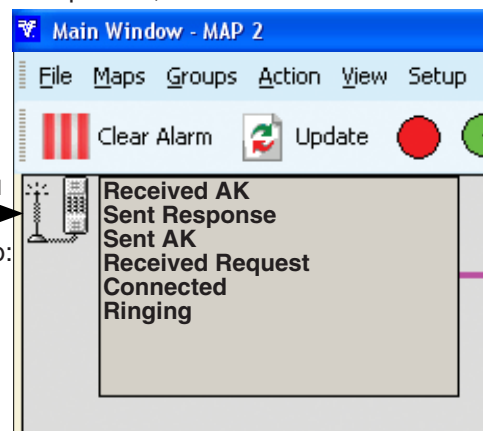 Main Window - MAP 2
File Maps Groups Action View Setup
Clear Alarm Update
Received AK
Sent Response
Sent AK
Received Request
Connected
Ringing